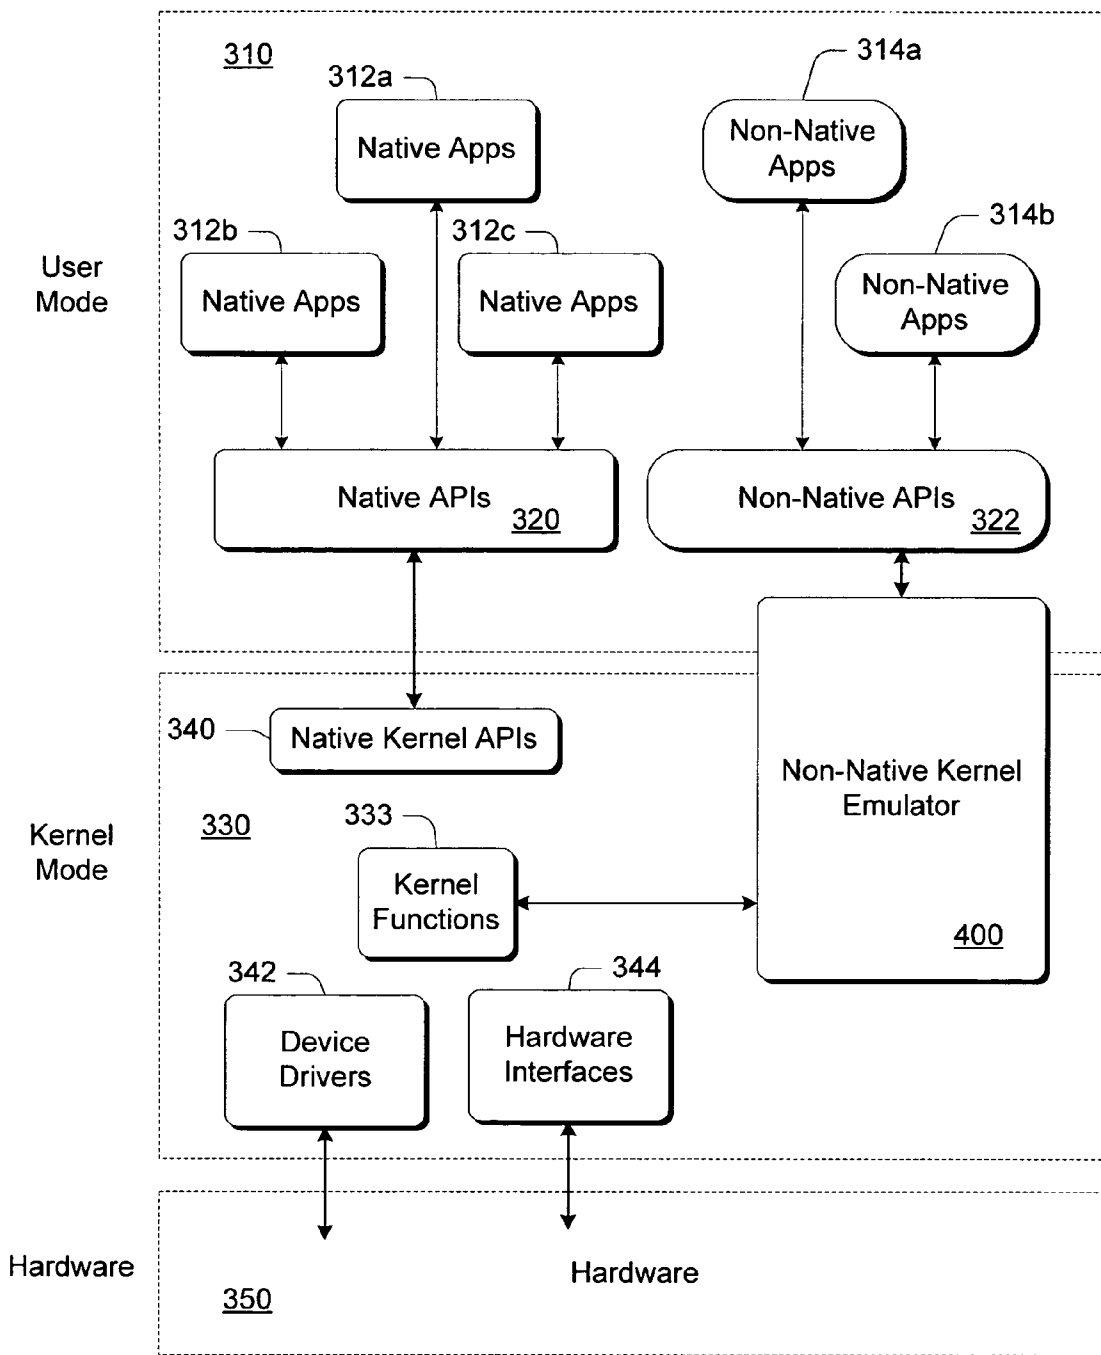 310
312a
314a
Native Apps
Non-Native
Apps
312b
312c
314b
User
Mode
Native Apps
Native Apps
Non-Native
Apps
Native APIs
320
Non-Native APIs
322
340
Native Kernel APIs
Non-Native Kernel
Emulator
Kernel
Mode
330
333
Kernel
Functions
400
342
344
Device
Drivers
Hardware
Interfaces
Hardware
Hardware
350